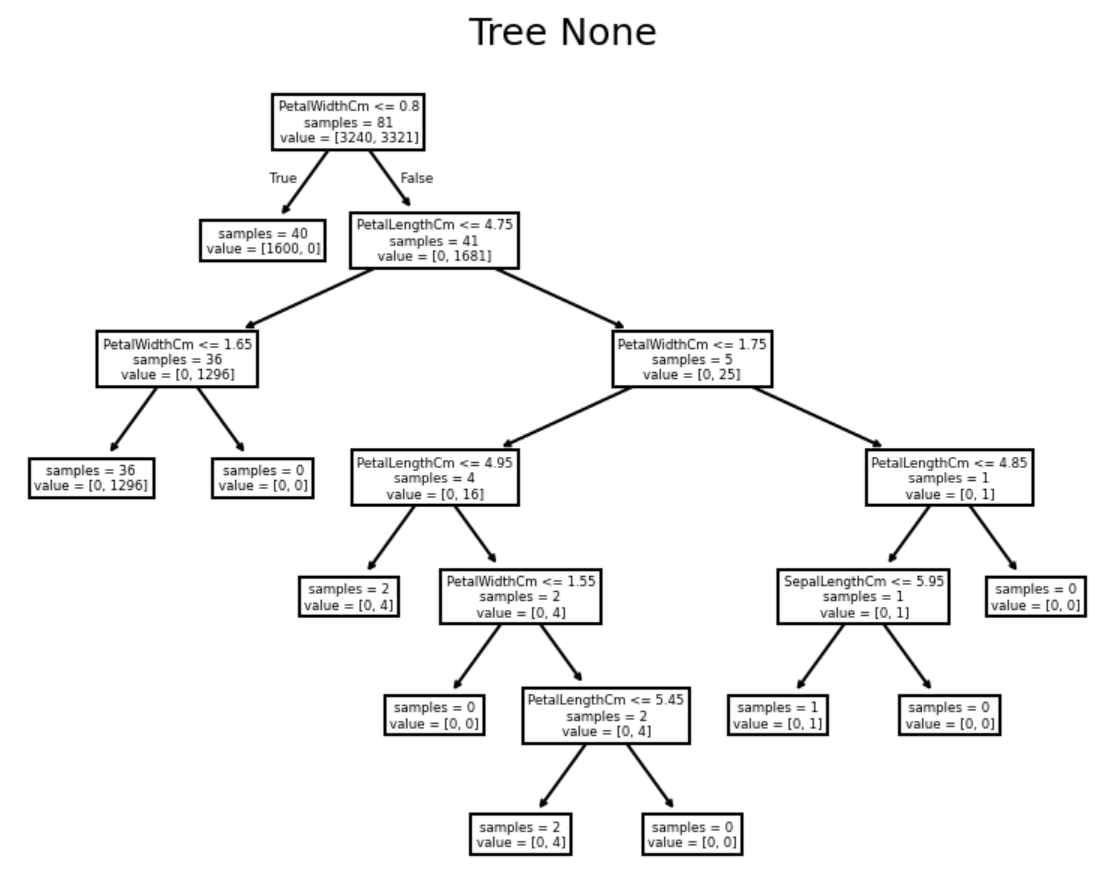 Tree None
PetalWidthCm <= 0.8
samples = 81
value = [3240, 3321]
True
False
samples = 40
value = [1600, 0]
PetalLengthCm <= 4.75
samples = 41
value = [0, 1681]
PetalWidthCm <= 1.65
samples = 36
value = [0, 1296]
PetalWidthCm <= 1.75
samples = 5
value = [0, 25]
samples = 36
value = [0, 1296]
samples = 0
value = [0, 0]
PetalLengthCm <= 4.95
samples = 4
value = [0, 16]
PetalLengthCm <= 4.85
samples = 1
value = [0, 1]
samples = 2
value = [0, 4]
PetalWidthCm <= 1.55
samples = 2
value = [0, 4]
SepalLengthCm <= 5.95
samples = 1
value = [0, 1]
samples = 0
value = [0, 0]
samples = 0
value = [0, 0]
PetalLengthCm <= 5.45
samples = 2
value = [0, 4]
samples = 1
value = [0, 1]
samples = 0
value = [0, 0]
samples = 2
value = [0, 4]
samples = 0
value = [0, 0]